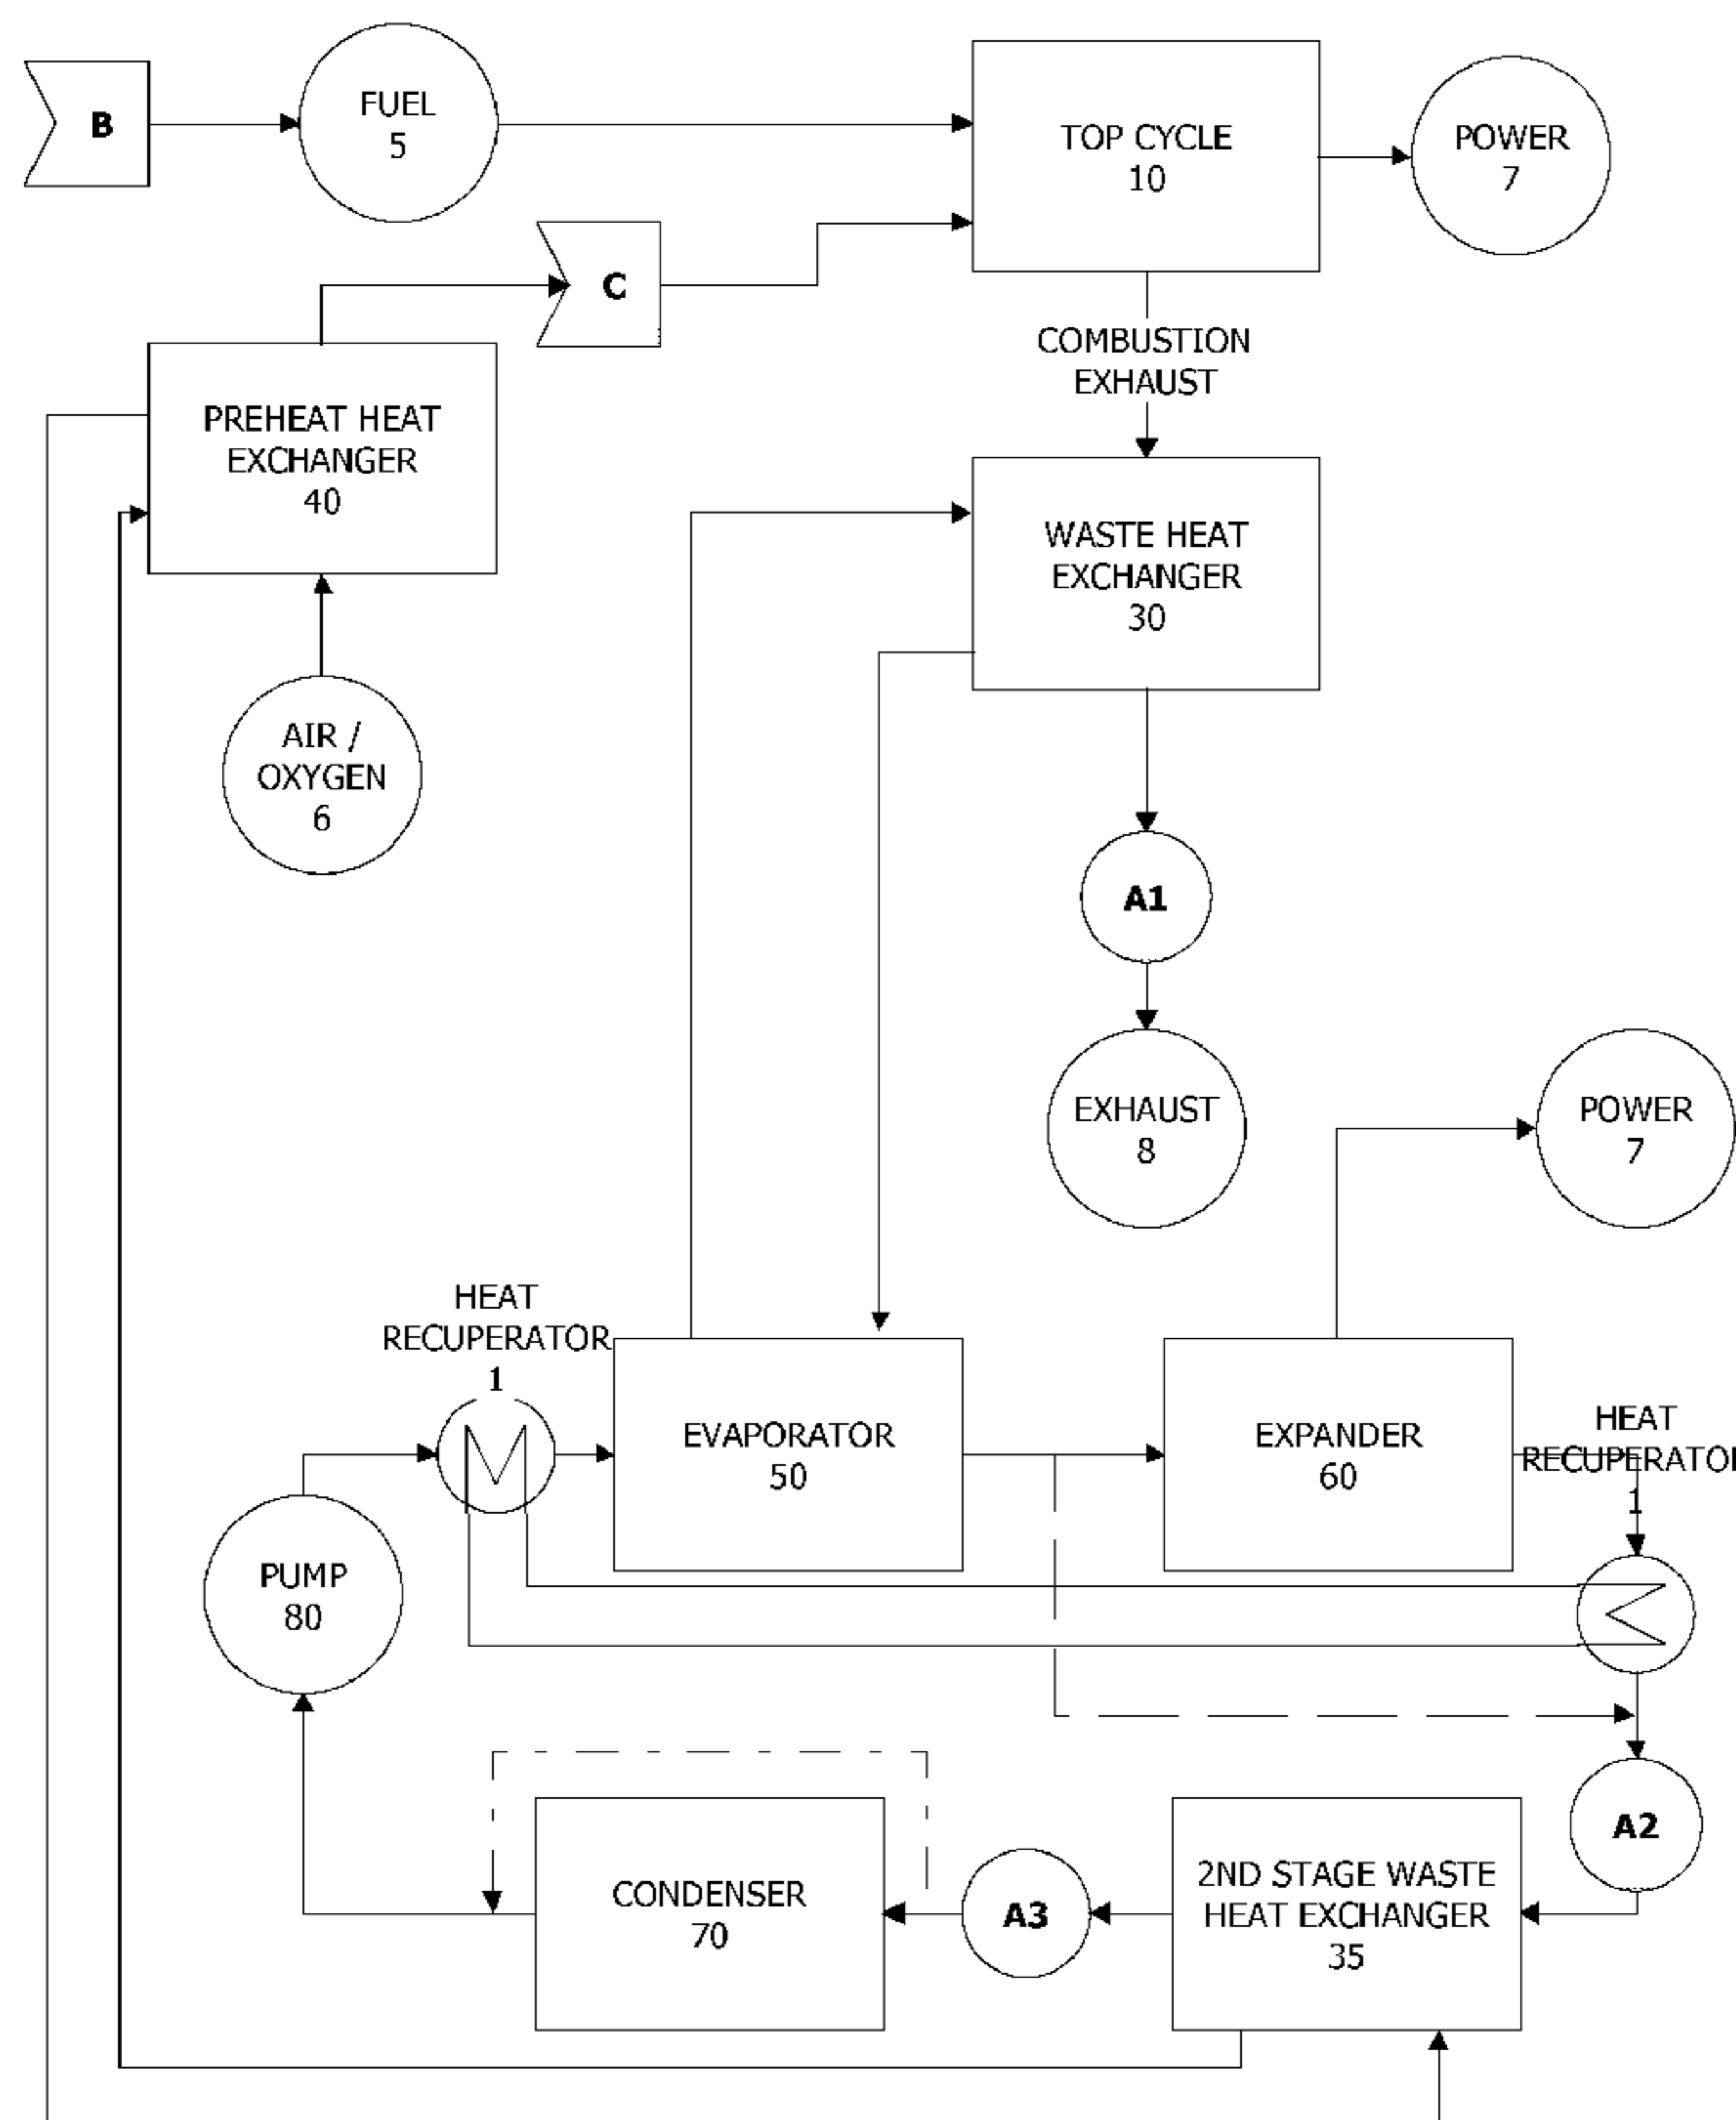 B
FUEL
5
TOP CYCLE
10
POWER
7
C
COMBUSTION
EXHAUST
PREHEAT HEAT
EXCHANGER
40
WASTE HEAT
EXCHANGER
30
AIR /
OXYGEN
6
A1
EXHAUST
8
POWER
7
HEAT
RECUPERATOR
1
EVAPORATOR
50
EXPANDER
60
HEAT
RECUPERATOR
1
PUMP
80
A2
CONDENSER
70
A3
2ND STAGE WASTE
HEAT EXCHANGER
35